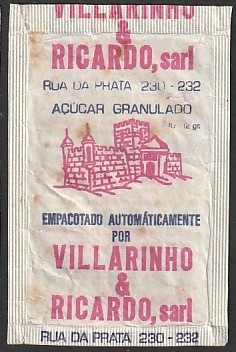 VILLARINHO
&
RICARDO, sarl
RUA DA PRATA 230-232
AÇÚCAR GRANULADO
EMPACOTADO AUTOMÁTICAMENTE
POR
VILLARINHO
&
RICARDO, sarl
RUA DA PRATA 230-232